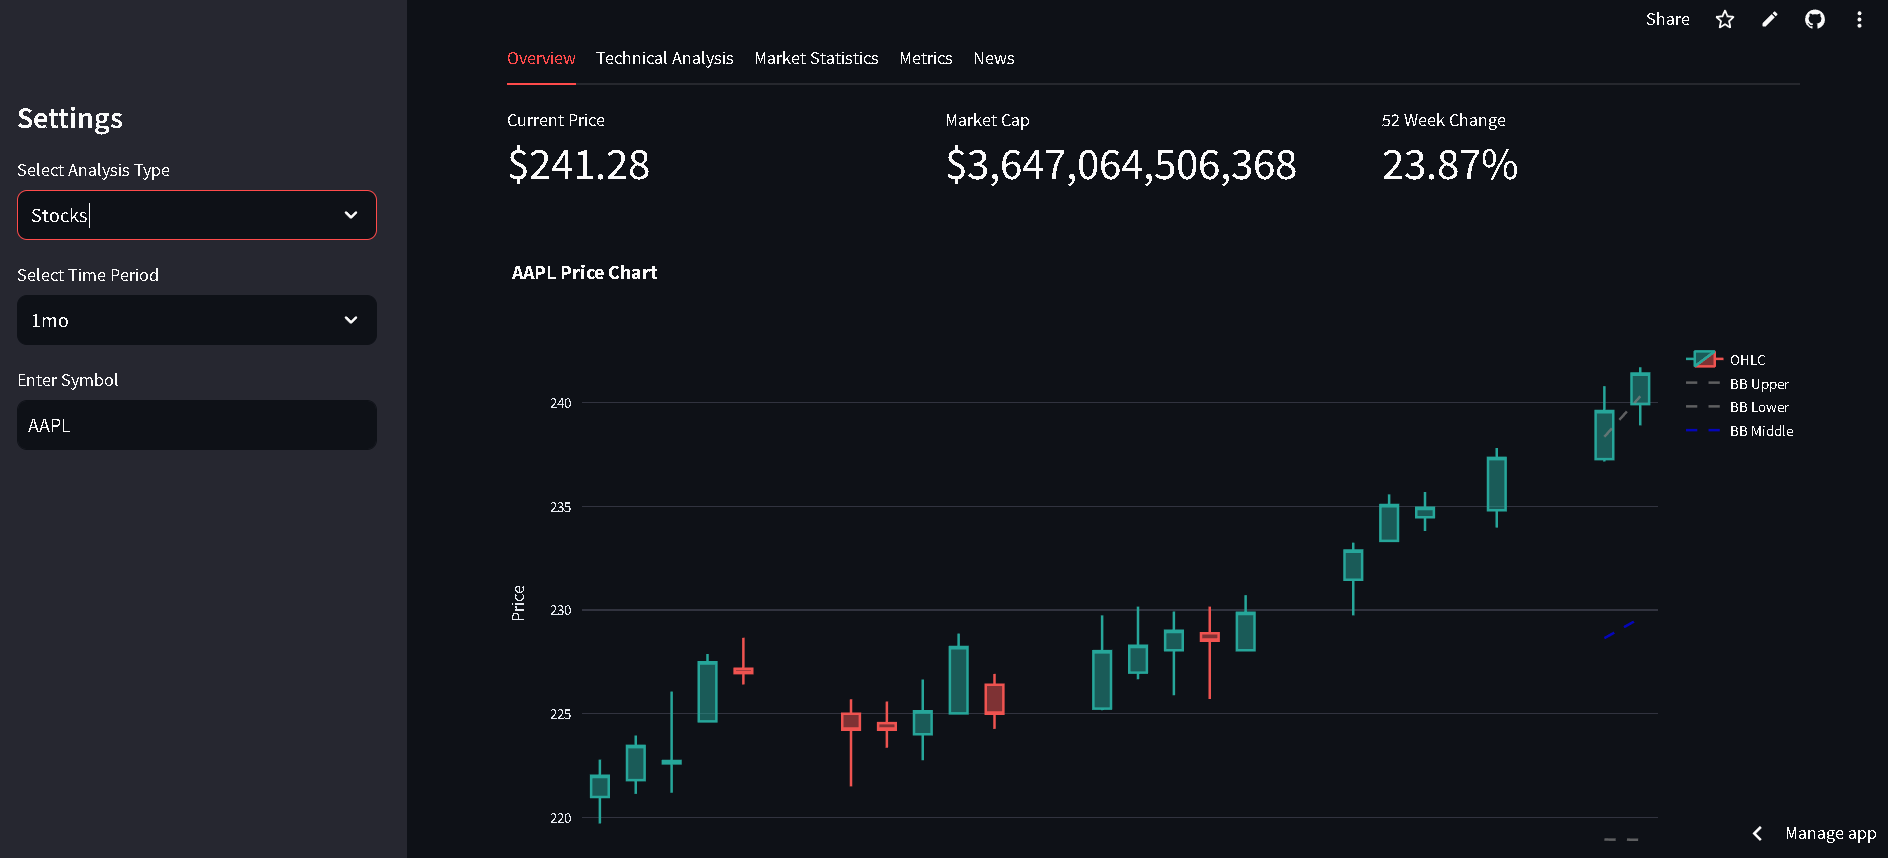 Share
Overview Technical Analysis Market Statistics Metrics News
Settings
Select Analysis Type
Stocks
Select Time Period
1mo
Enter Symbol
AAPL
Current Price
$241.28
Market Cap
$3,647,064,506,368
52 Week Change
23.87%
AAPL Price Chart
OHLC
BB Upper
BB Lower
BB Middle
Price
240
235
230
225
220
Manage app